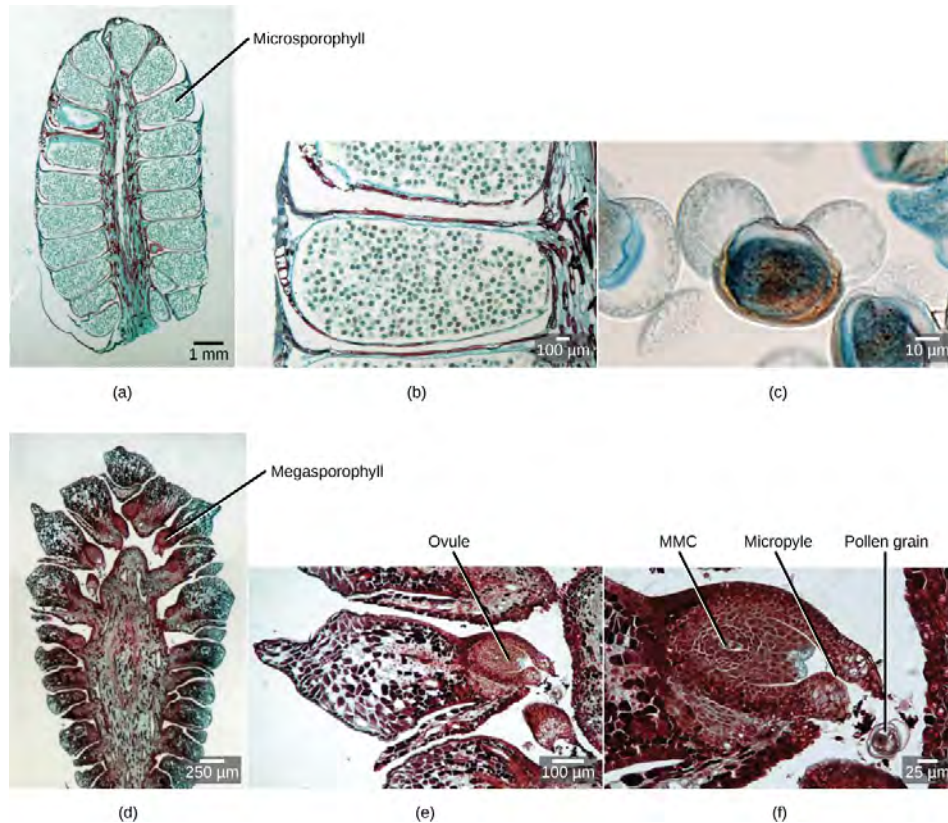 Microsporophyll
1 mm
100 µm
10 µm
(a)
(b)
(c)
Megasporophyll
Ovule
MMC
Micropyle
Pollen grain
250 µm
100 µm
25 µm
(d)
(e)
(f)